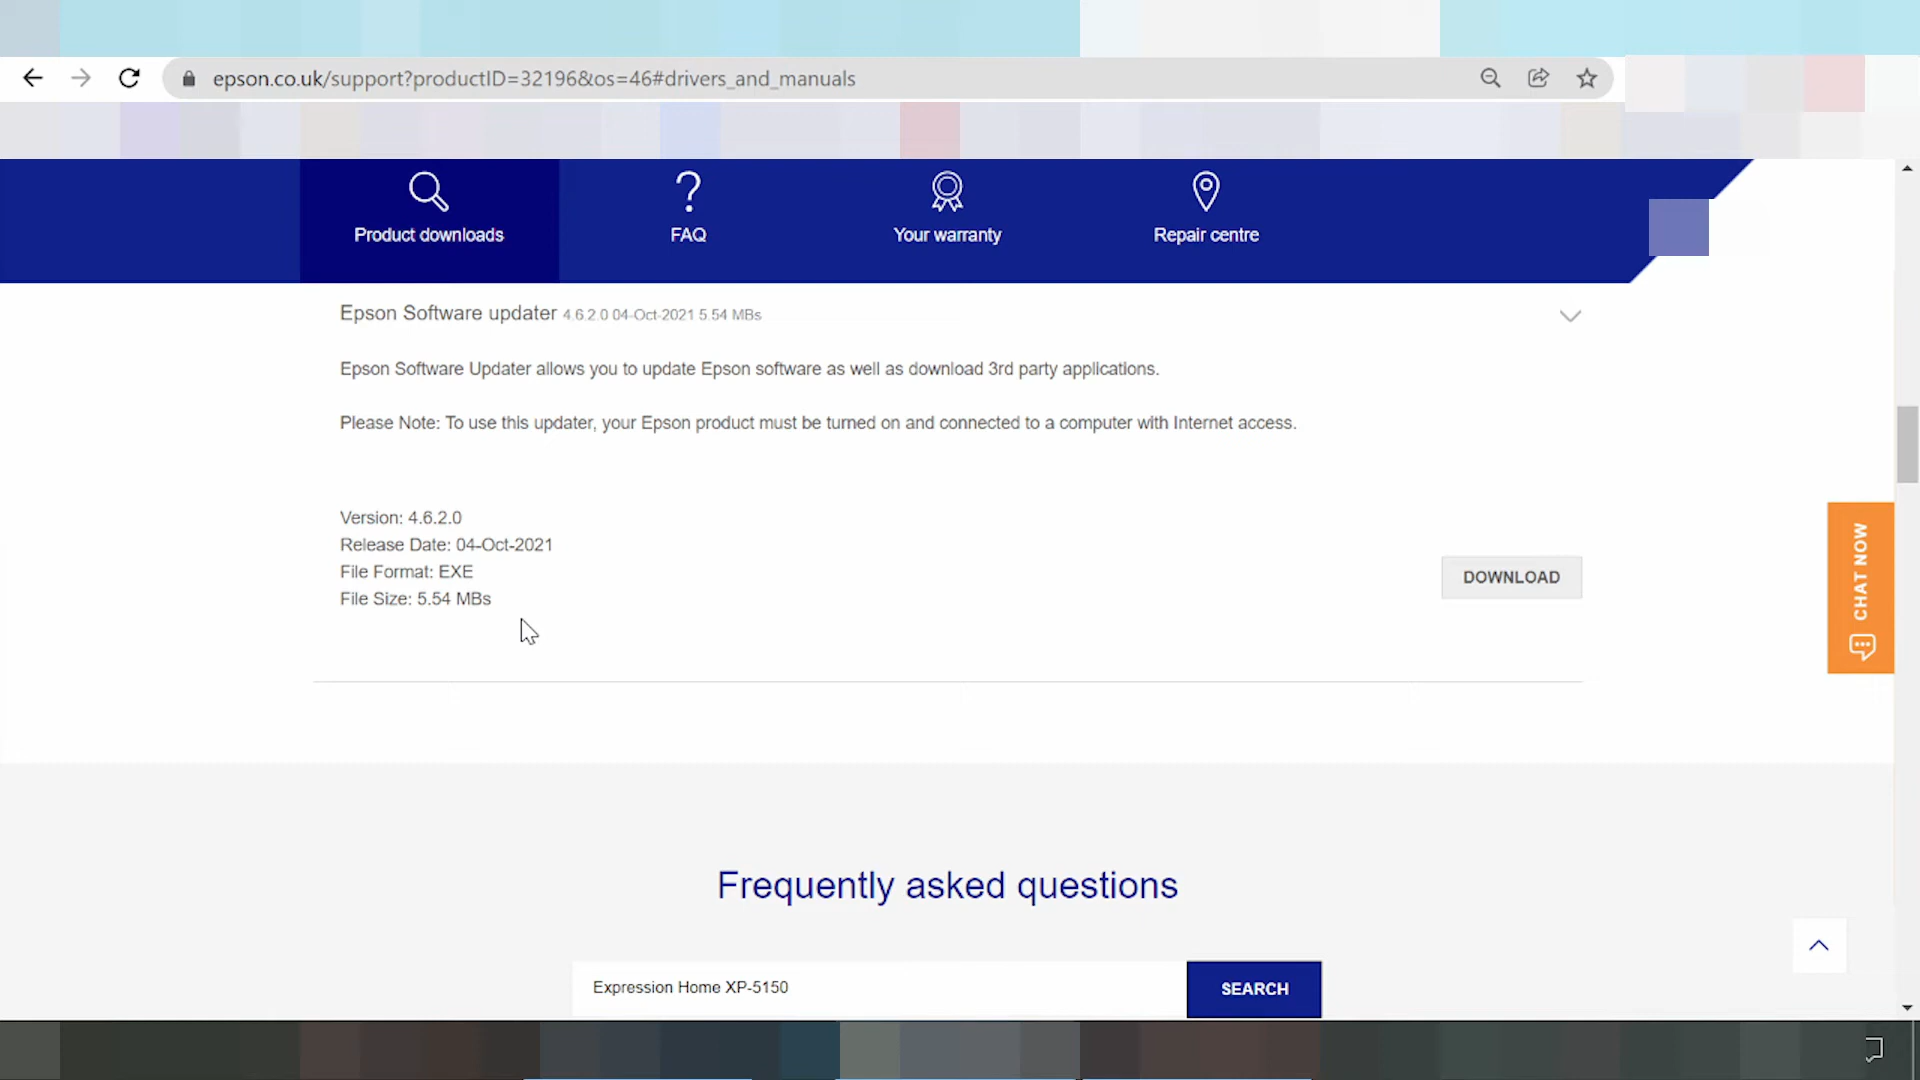 epson.co.uk/support?productID=32196&os=46#drivers_and_manuals
Product downloads
FAQ
Your warranty
Repair centre
Epson Software updater 4.6.2.0 04-Oct-2021 5.54 MBs
Epson Software Updater allows you to update Epson software as well as download 3rd party applications.
Please Note: To use this updater, your Epson product must be turned on and connected to a computer with Internet access.
Version: 4.6.2.0
Release Date: 04-Oct-2021
File Format: EXE
File Size: 5.54 MBs
DOWNLOAD
CHAT NOW
Frequently asked questions
Expression Home XP-5150
SEARCH